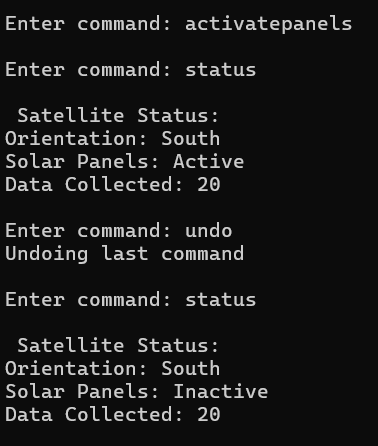 Enter command: activatepanels
Enter command: status
Satellite Status:
Orientation: South
Solar Panels: Active
Data Collected: 20
Enter command: undo
Undoing last command
Enter command: status
Satellite Status:
Orientation: South
Solar Panels: Inactive
Data Collected: 20